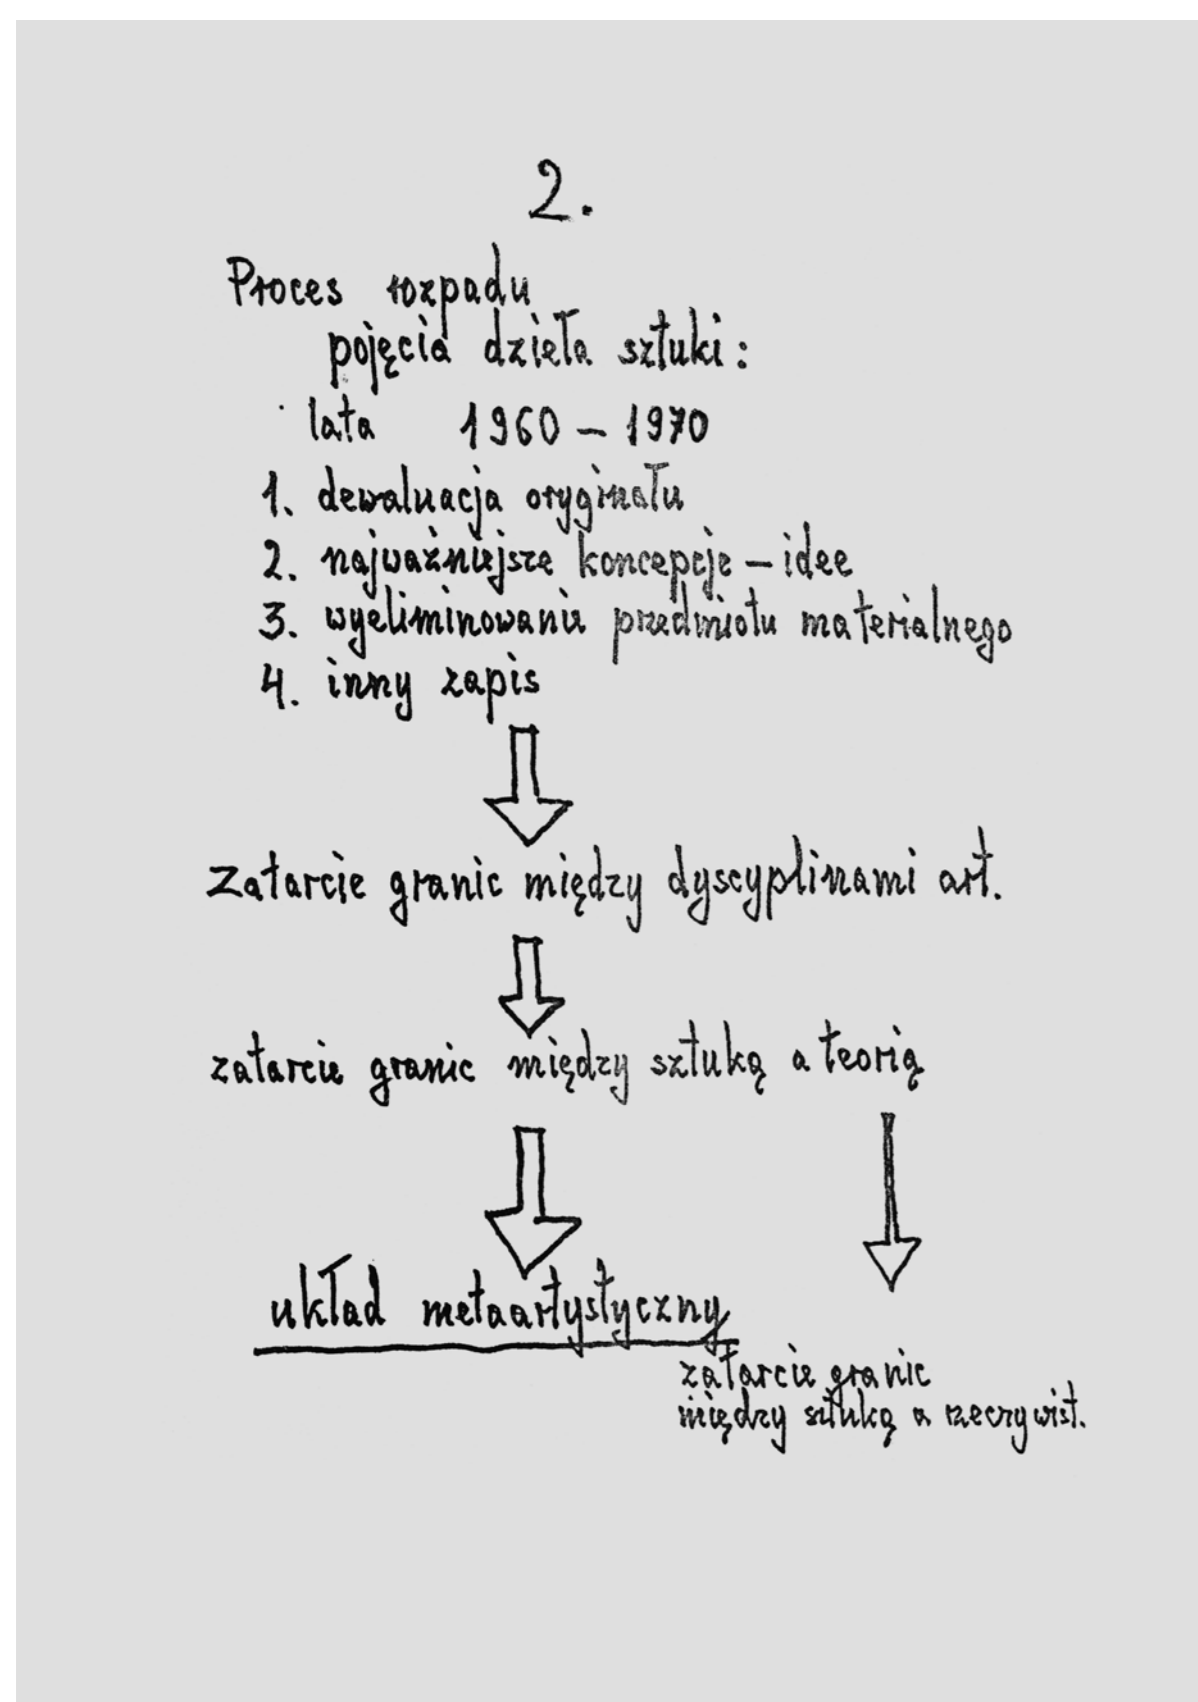 2.
Proces rozpadu
pojęcia dzieła sztuki:
lata 1960 – 1970
1. dewaluacja oryginału
2. najważniejsze koncepcje – idee
3. wyeliminowanie przedmiotu materialnego
4. inny zapis
Zatarcie granic między dyscyplinami art.
zatarcie granic między sztuką a teorią
układ metaartystyczny
zatarcie granic
między sztuką a rzeczywist.